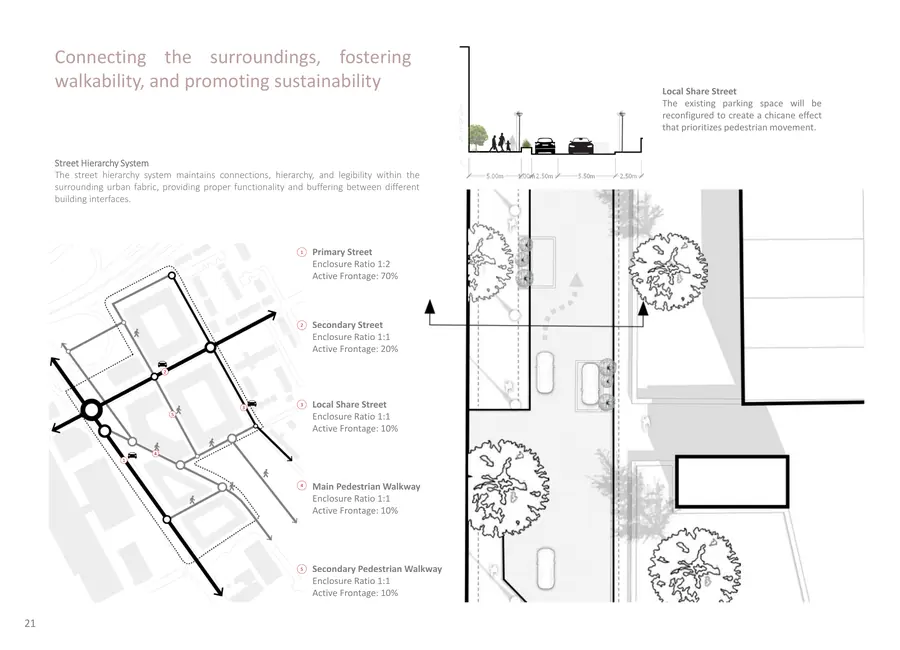 Connecting the surroundings, fostering
walkability, and promoting sustainability
Street Hierarchy System
The street hierarchy system maintains connections, hierarchy, and legibility within the
surrounding urban fabric, providing proper functionality and buffering between different
building interfaces.
1 Primary Street
Enclosure Ratio 1:2
Active Frontage: 70%
2 Secondary Street
Enclosure Ratio 1:1
Active Frontage: 20%
3 Local Share Street
Enclosure Ratio 1:1
Active Frontage: 10%
4 Main Pedestrian Walkway
Enclosure Ratio 1:1
Active Frontage: 10%
5 Secondary Pedestrian Walkway
Enclosure Ratio 1:1
Active Frontage: 10%
Local Share Street
The existing parking space will be
reconfigured to create a chicane effect
that prioritizes pedestrian movement.
5.00m
2.50m
5.50m
2.50m
21